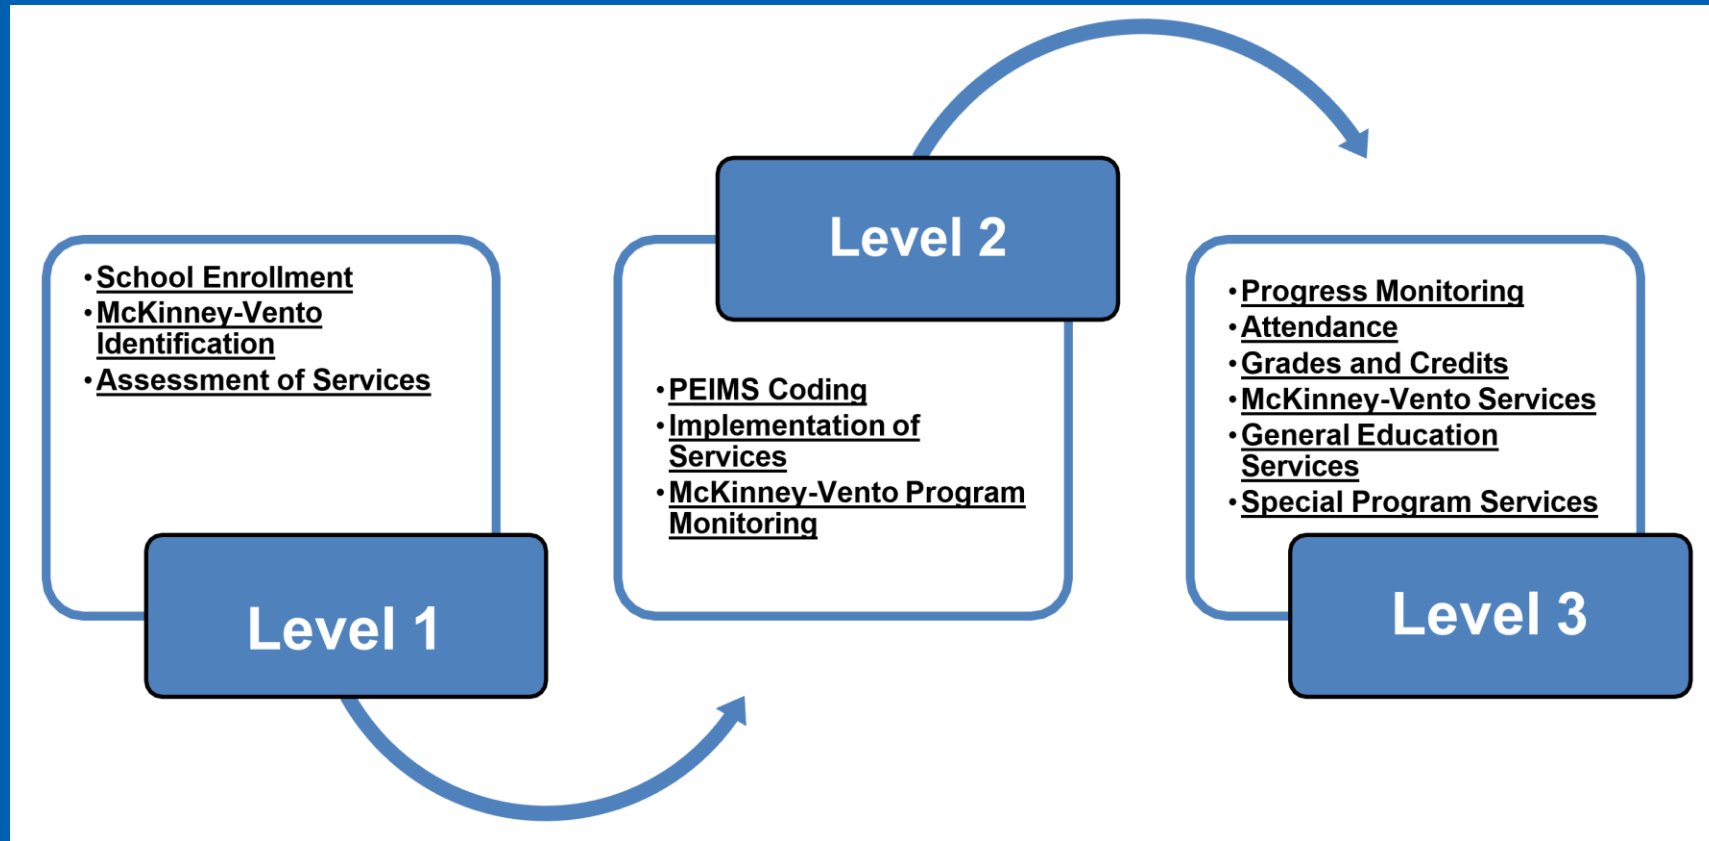 •School Enrollment
•McKinney-Vento
Identification
•Assessment of Services
Level 1
Level 2
•PEIMS Coding
•Implementation of
Services
•McKinney-Vento Program
Monitoring
•Progress Monitoring
•Attendance
•Grades and Credits
•McKinney-Vento Services
•General Education
Services
•Special Program Services
Level 3